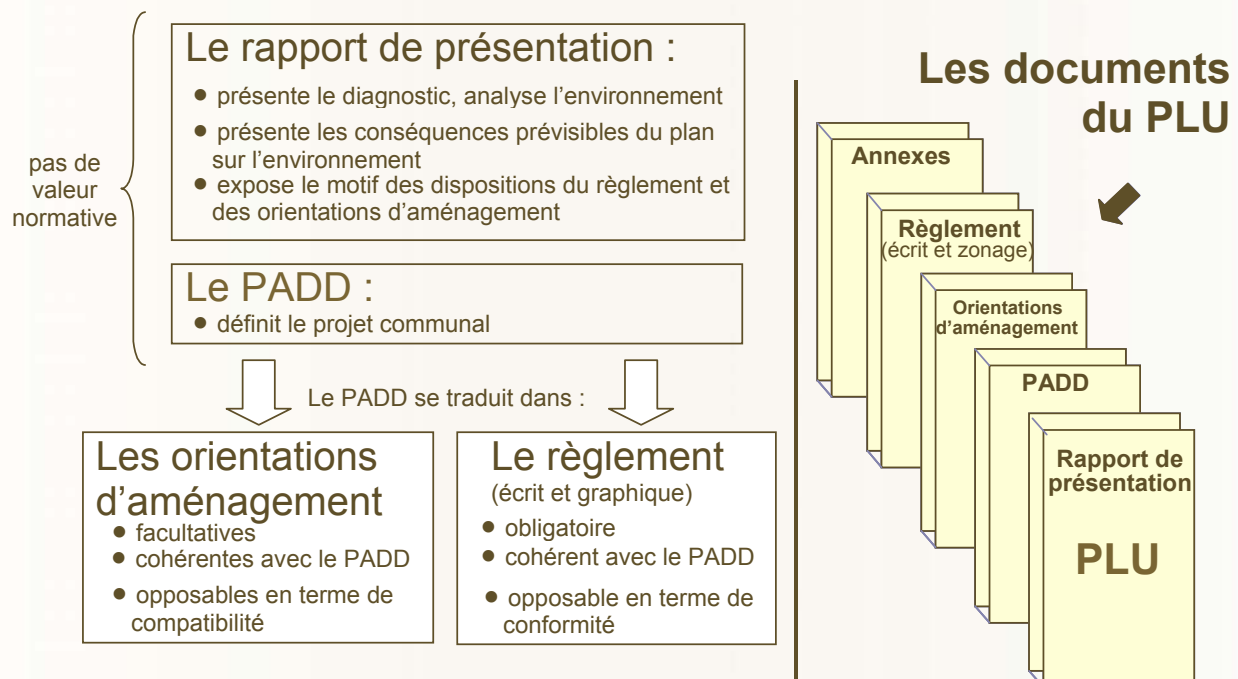 Le rapport de présentation :
● présente le diagnostic, analyse l'environnement
● présente les conséquences prévisibles du plan
sur l'environnement
● expose le motif des dispositions du règlement et
des orientations d'aménagement
pas de
valeur
normative
Le PADD :
● définit le projet communal
Le PADD se traduit dans :
Les orientations
d'aménagement
● facultatives
● cohérentes avec le PADD
● opposables en terme de
compatibilité
Le règlement
(écrit et graphique)
● obligatoire
● cohérent avec le PADD
● opposable en terme de
conformité
Les documents
du PLU
Annexes
Règlement
(écrit et zonage)
Orientations
d'aménagement
PADD
Rapport de
présentation
PLU